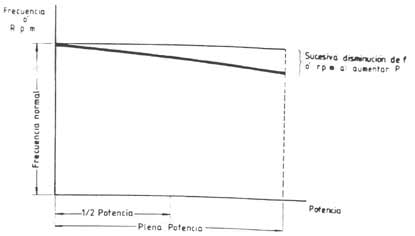 Frecuencia
o'
R p m
Sucesiva disminución de f
o' rpm al aumentar P
Frecuencia normal
Potencia
1/2 Potencia
Plena Potencia